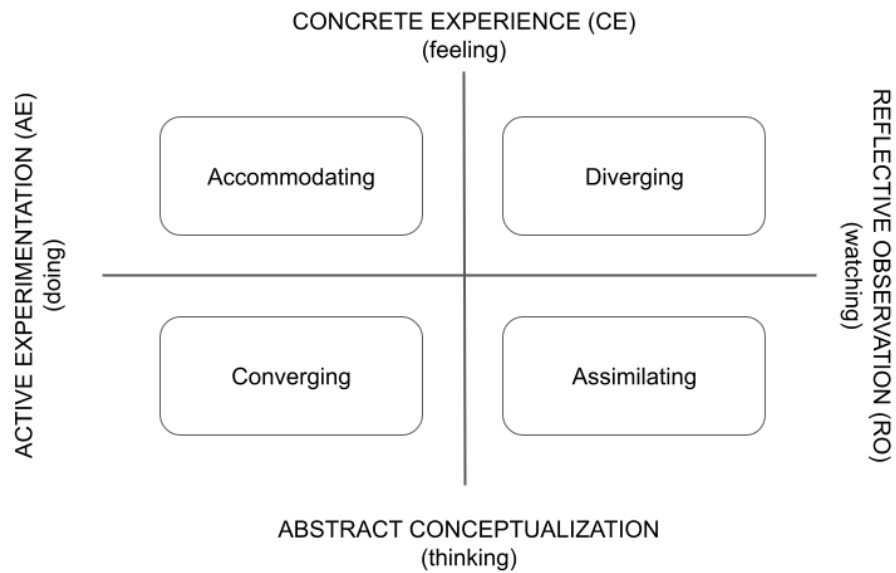 CONCRETE EXPERIENCE (CE)
(feeling)
ACTIVE EXPERIMENTATION (AE)
(doing)
Accommodating
Diverging
REFLECTIVE OBSERVATION (RO)
(watching)
Converging
Assimilating
ABSTRACT CONCEPTUALIZATION
(thinking)